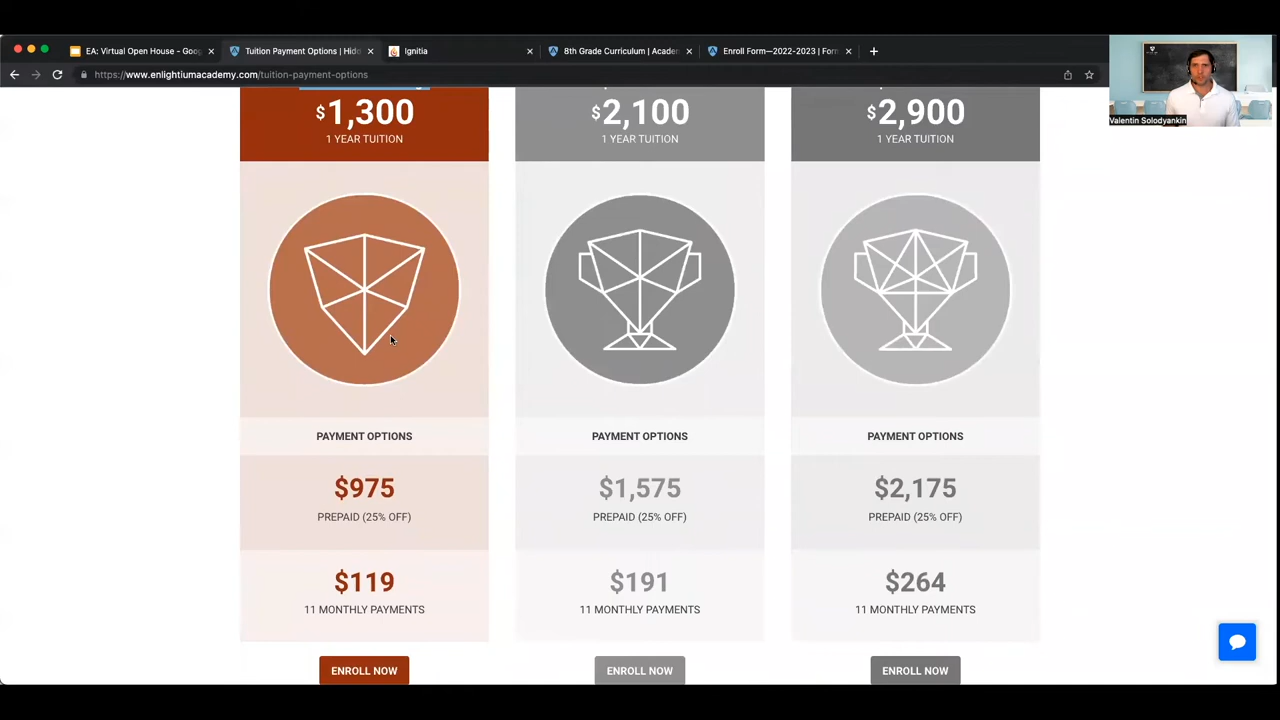 EA: Virtual Open House - Goog
Tuition Payment Options | Hidd
Ignitia
8th Grade Curriculum | Academ
Enroll Form—2022-2023 | Form
https://www.enlightiumacademy.com/tuition-payment-options
Valentin Solodyankin
$1,300
1 YEAR TUITION
$2,100
1 YEAR TUITION
$2,900
1 YEAR TUITION
PAYMENT OPTIONS
PAYMENT OPTIONS
PAYMENT OPTIONS
$975
PREPAID (25% OFF)
$1,575
PREPAID (25% OFF)
$2,175
PREPAID (25% OFF)
$119
11 MONTHLY PAYMENTS
$191
11 MONTHLY PAYMENTS
$264
11 MONTHLY PAYMENTS
ENROLL NOW
ENROLL NOW
ENROLL NOW